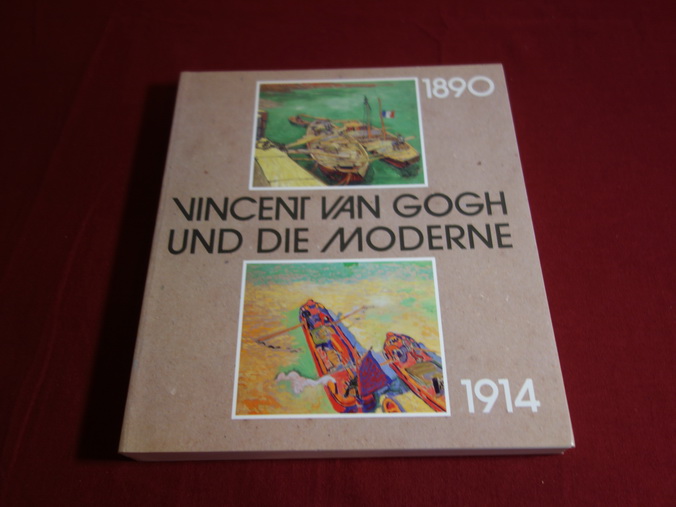 1890
VINCENT VAN GOGH
UND DIE MODERNE
1914